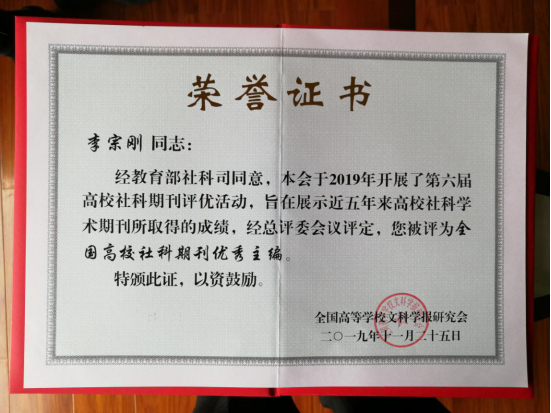 荣誉证书
李宗刚 同志：
经教育部社科司同意，本会于2019年开展了第六届
高校社科期刊评优活动，旨在展示近五年来高校社科学
术期刊所取得的成绩，经总评委会议评定，您被评为全
国高校社科期刊优秀主编。
特颁此证，以资鼓励。
全国高等学校文科学报研究会
二〇一九年十一月二十五日